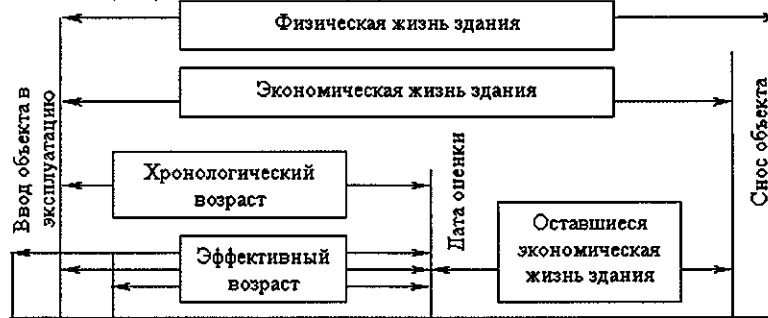 Физическая жизнь здания
Экономическая жизнь здания
Ввод объекта в
эксплуатацию
Хронологический
возраст
Эффективный
возраст
Дата оценки
Оставшиеся
экономическая
жизнь здания
Снос объекта